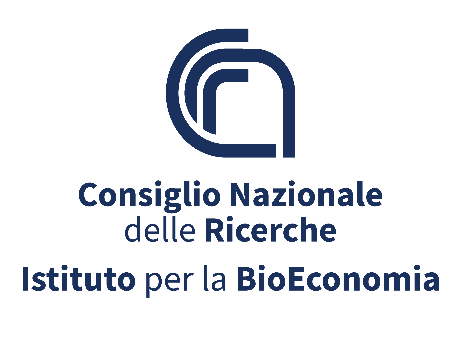 Consiglio Nazionale
delle Ricerche
Istituto per la BioEconomia